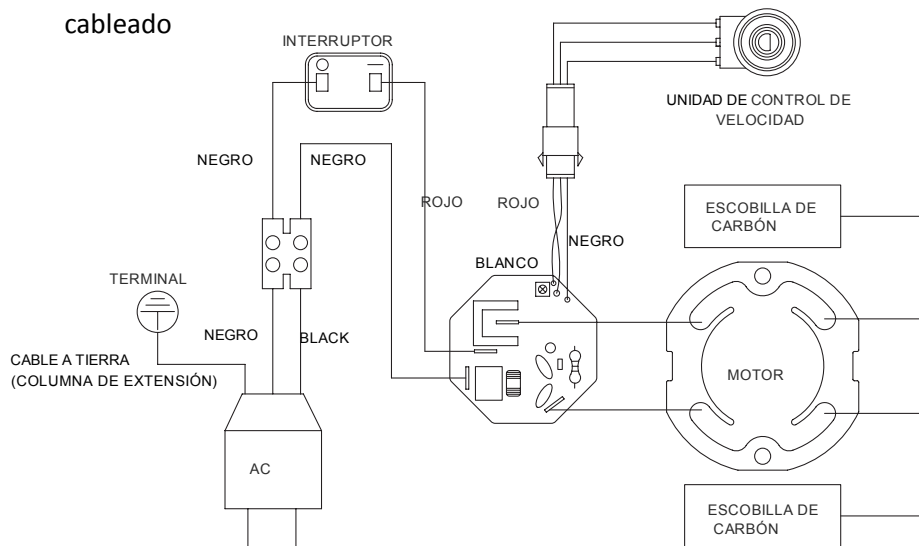 cableado
INTERRUPTOR
UNIDAD DE CONTROL DE
VELOCIDAD
NEGRO
NEGRO
ROJO
ROJO
NEGRO
BLANCO
ESCOBILLA DE
CARBÓN
TERMINAL
NEGRO
BLACK
CABLE A TIERRA
(COLUMNA DE EXTENSIÓN)
MOTOR
AC
ESCOBILLA DE
CARBÓN